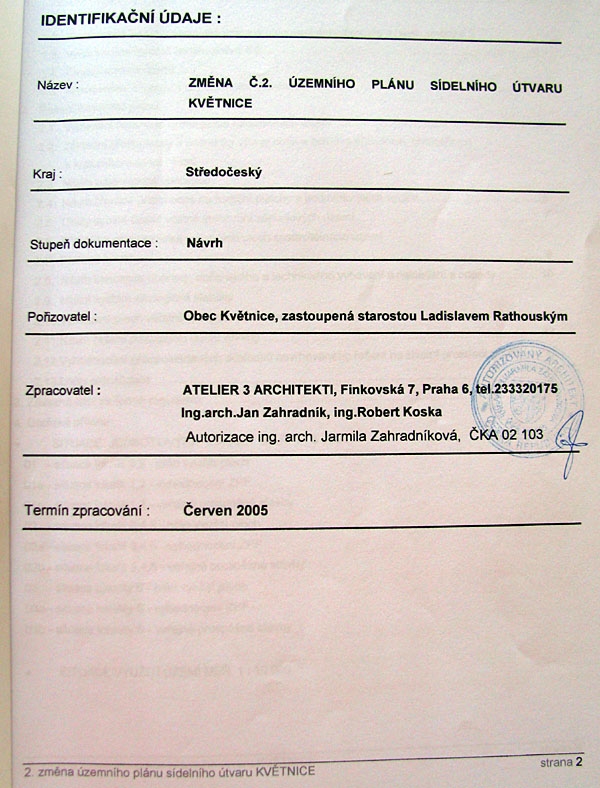 IDENTIFIKAČNÍ ÚDAJE :
Název : ZMĚNA Č.2. ÚZEMNÍHO PLÁNU SÍDELNÍHO ÚTVARU
KVĚTNICE
Kraj : Středočeský
Stupeň dokumentace : Návrh
Pořizovatel : Obec Květnice, zastoupená starostou Ladislavem Rathouským
Zpracovatel : ATELIER 3 ARCHITEKTI, Finkovská 7, Praha 6, tel.233320175
Ing.arch.Jan Zahradník, ing.Robert Koska
Autorizace ing. arch. Jarmila Zahradníková, ČKA 02 103
AUTORIZOVANÝ ARCHITEKT
Termín zpracování : Červen 2005
2. změna územního plánu sídelního útvaru KVĚTNICE strana 2